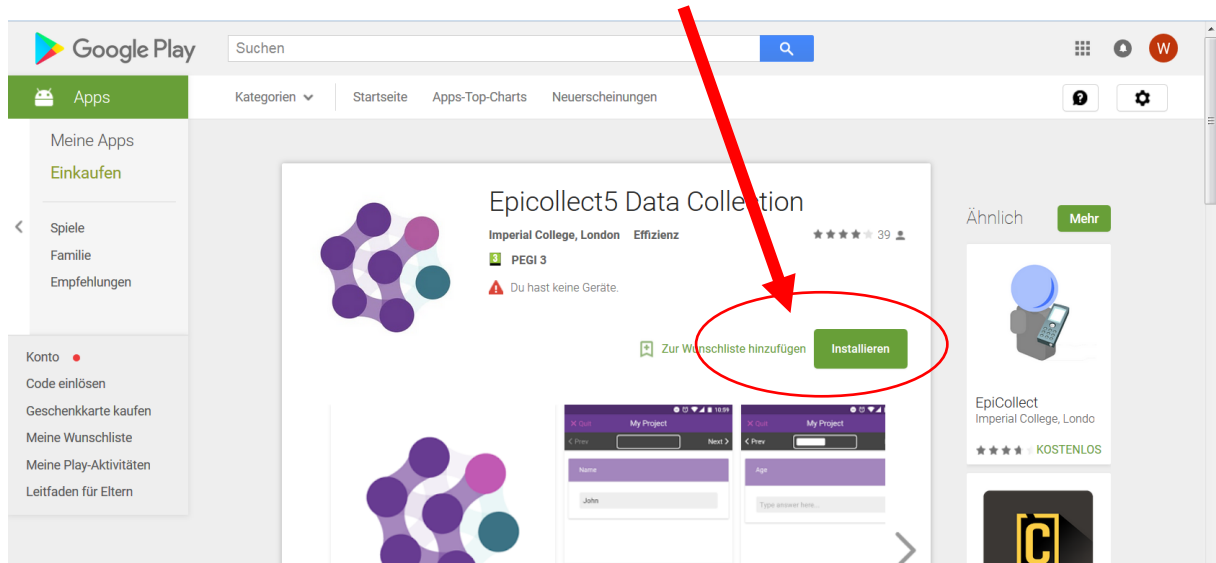 Google Play
Suchen
W
Apps
Kategorien
Startseite
Apps-Top-Charts
Neuerscheinungen
Meine Apps
Einkaufen
Spiele
Familie
Empfehlungen
Konto
Code einlösen
Geschenkkarte kaufen
Meine Wunschliste
Meine Play-Aktivitäten
Leitfaden für Eltern
Epicollect5 Data Collection
Imperial College, London Effizienz
39
3 PEGI 3
Du hast keine Geräte.
Zur Wunschliste hinzufügen
Installieren
10:59
X Quit My Project
< Prev Next >
Name
John
X Quit My Project
< Prev
Age
Type answer here...
Ähnlich
Mehr
EpiCollect
Imperial College, Londo
KOSTENLOS
C